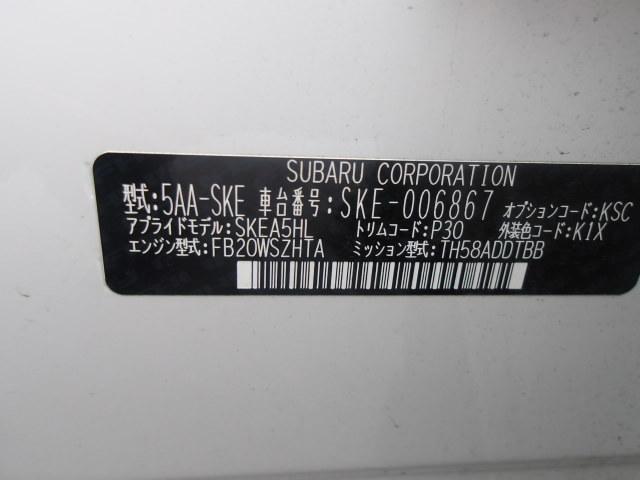 SUBARU CORPORATION
型式:5AA-SKE 車台番号:SKE-006867 オプションコード:KSC
アプライドモデル:SKEA5HL トリムコード:P30 外装色コード:K1X
エンジン型式:FB20WSZHTA ミッション型式:TH58ADDTBB